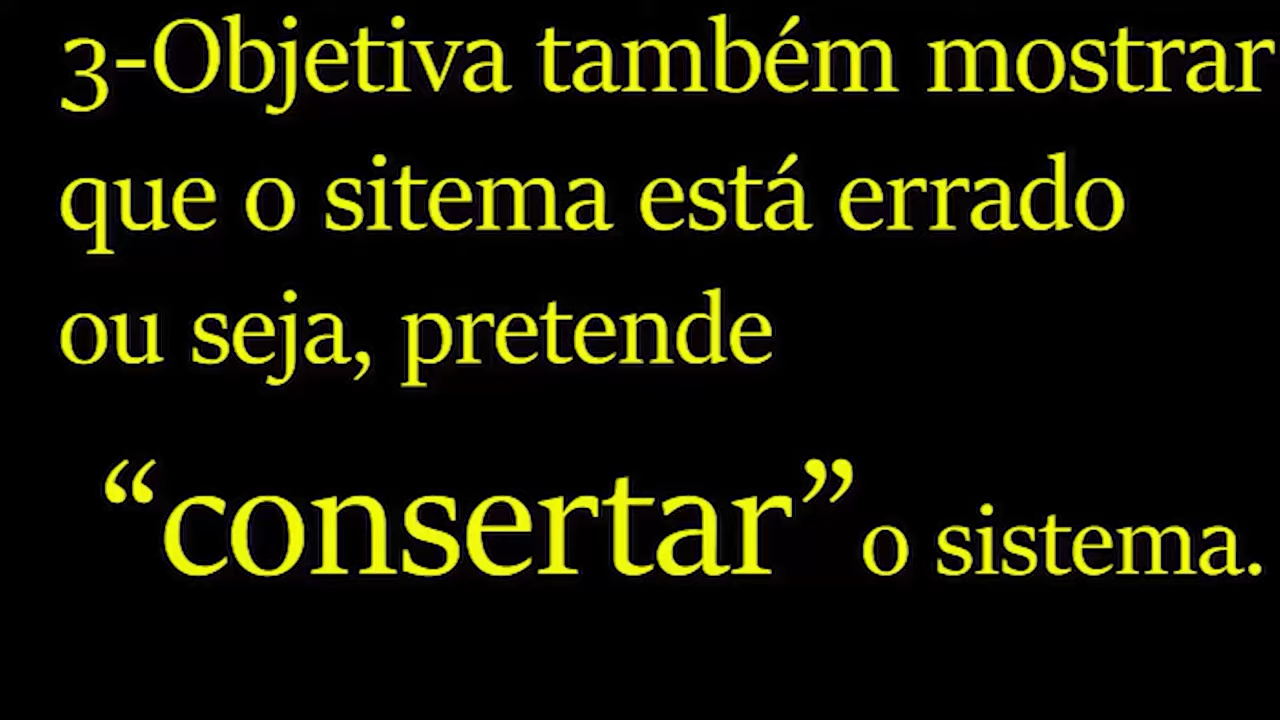 3-Objetiva também mostrar
que o sitema está errado
ou seja, pretende
“consertar” o sistema.